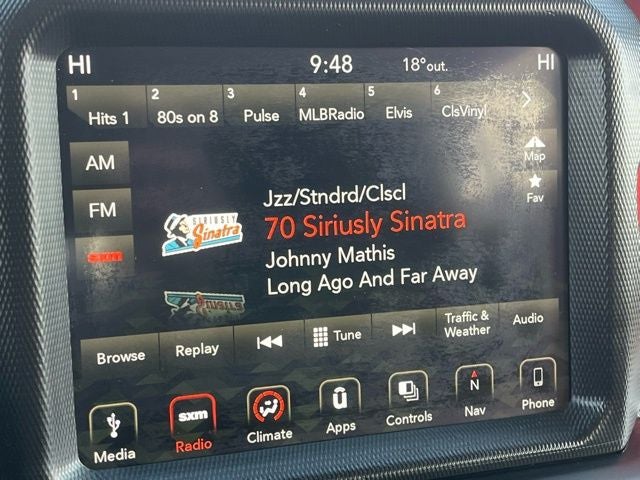 HI 9:48 18°out. HI
1 2 3 4 5 6
Hits 1 80s on 8 Pulse MLBRadio Elvis ClsVinyl
AM
Map
FM
Fav
sxm
SIRIUSLY
Sinatra
Jzz/Stndrd/Clscl
70 Siriusly Sinatra
Johnny Mathis
Long Ago And Far Away
Browse Replay Tune Traffic & Weather Audio
N
sxm
Media Radio Climate Apps Controls Nav Phone